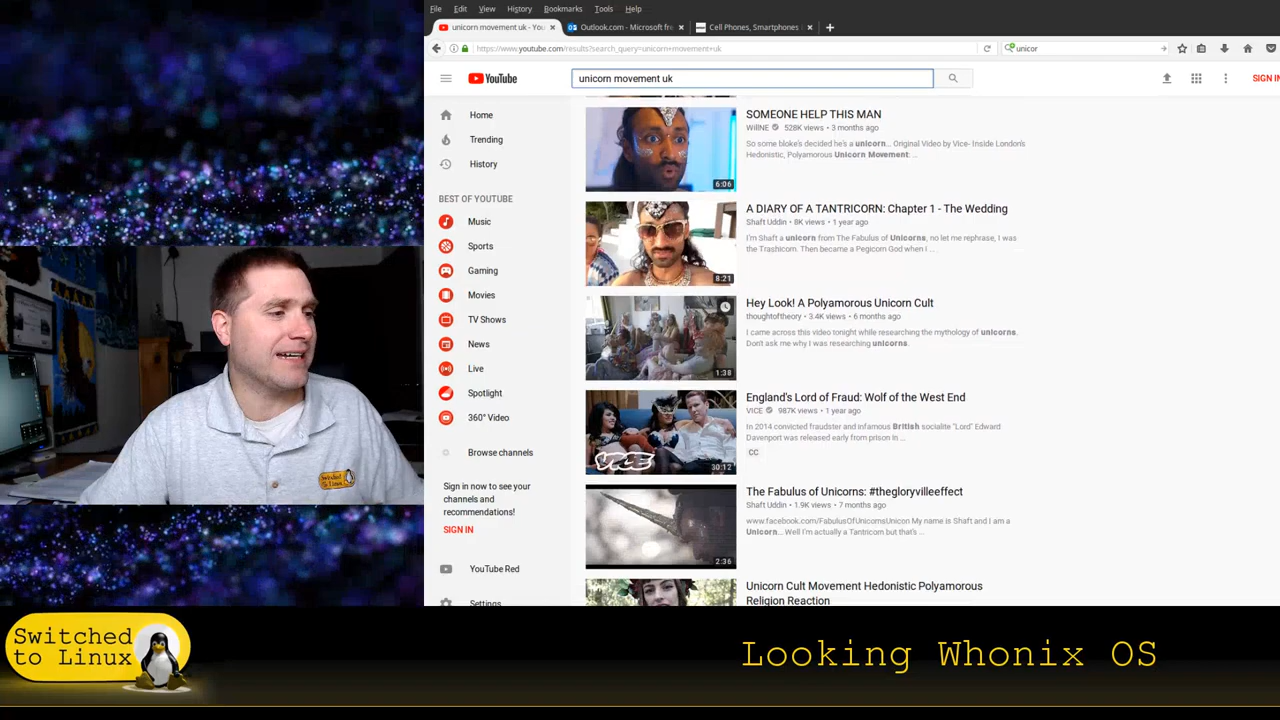 File Edit View History Bookmarks Tools Help
unicorn movement uk - You
Outlook.com - Microsoft fre
Cell Phones, Smartphones
https://www.youtube.com/results?search_query=unicorn+movement+uk
unicor
YouTube
unicorn movement uk
SIGN IN
Home
Trending
History
BEST OF YOUTUBE
Music
Sports
Gaming
Movies
TV Shows
News
Live
Spotlight
360° Video
Browse channels
Sign in now to see your
channels and
recommendations!
SIGN IN
YouTube Red
Settings
SOMEONE HELP THIS MAN
WillNE 528K views • 3 months ago
So some bloke's decided he's a unicorn... Original Video by Vice- Inside London's
Hedonistic, Polyamorous Unicorn Movement: ...
6:06
A DIARY OF A TANTRICORN: Chapter 1 - The Wedding
Shaft Uddin • 8K views • 1 year ago
I'm Shaft a unicorn from The Fabulus of Unicorns, no let me rephrase, I was
the Trashicorn. Then became a Pegicorn God when I ...
8:21
Hey Look! A Polyamorous Unicorn Cult
thoughtoftheory • 3.4K views • 6 months ago
I came across this video tonight while researching the mythology of unicorns.
Don't ask me why I was researching unicorns.
1:38
England's Lord of Fraud: Wolf of the West End
VICE 987K views • 1 year ago
In 2014 convicted fraudster and infamous British socialite "Lord" Edward
Davenport was released early from prison in ...
CC
VICE
30:12
The Fabulus of Unicorns: #thegloryvilleeffect
Shaft Uddin • 1.9K views • 7 months ago
www.facebook.com/FabulusOfUnicornsUnicon My name is Shaft and I am a
Unicorn... Well I'm actually a Tantricorn but that's ...
2:36
Unicorn Cult Movement Hedonistic Polyamorous
Religion Reaction
Switched
to Linux
Looking Whonix OS